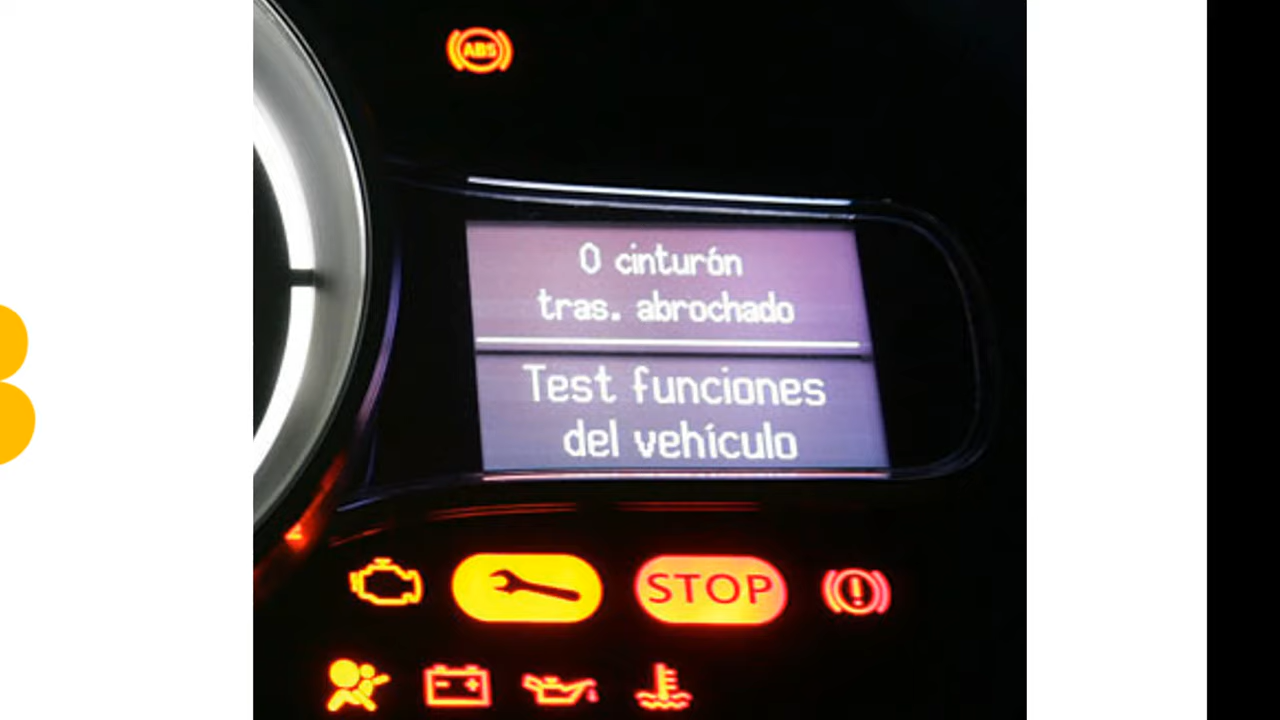 ABS
0 cinturón
tras. abrochado
Test funciones
del vehículo
STOP